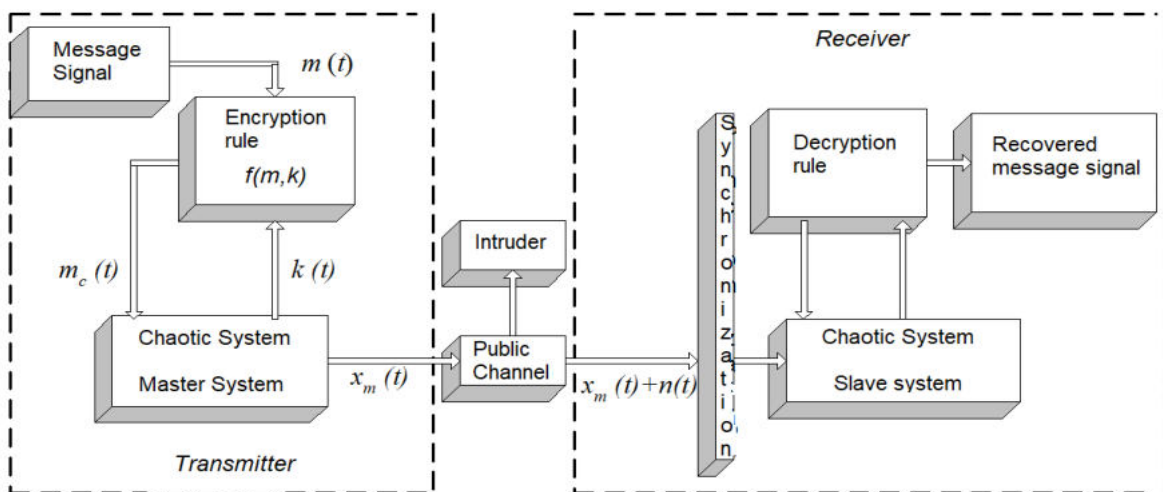 Message
Signal
m (t)
Encryption
rule
f(m,k)
m_c (t)
k (t)
Chaotic System
Master System
x_m (t)
Transmitter
Intruder
Public
Channel
x_m (t)+n(t)
Receiver
Synchronization
Decryption
rule
Recovered
message signal
Chaotic System
Slave system